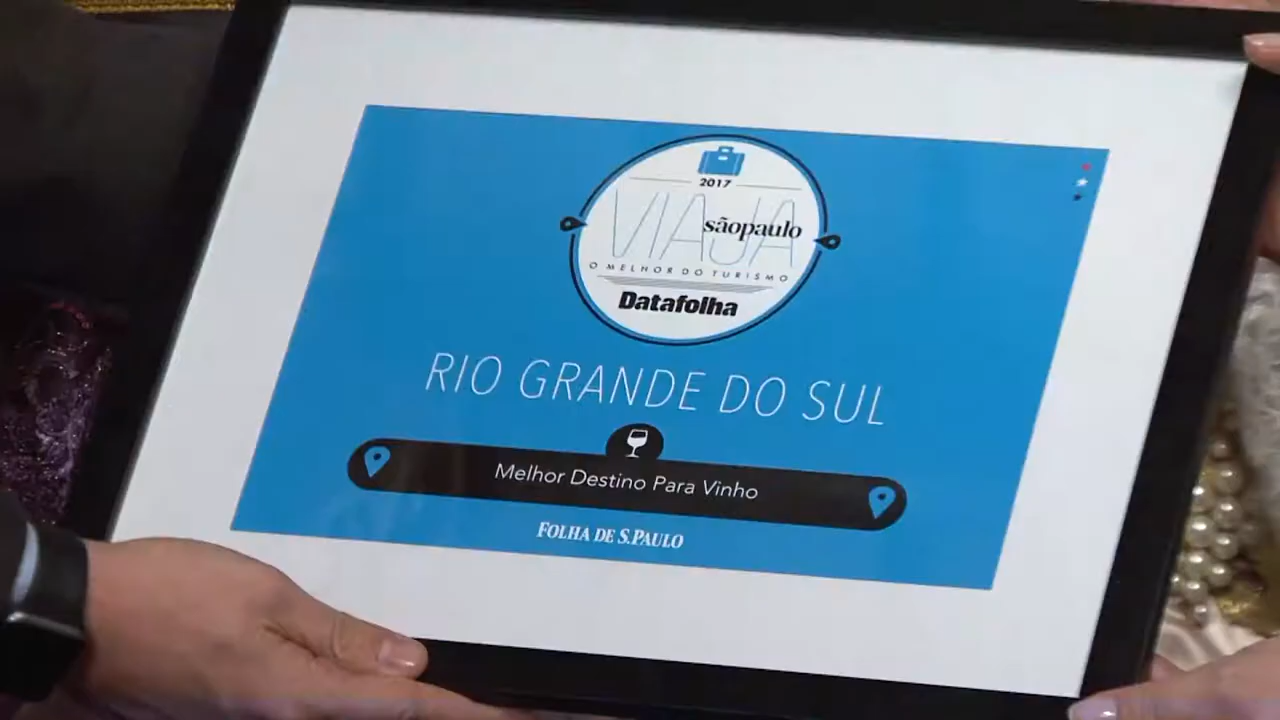 2017
VIAJA
sãopaulo
O MELHOR DO TURISMO
Datafolha
RIO GRANDE DO SUL
Melhor Destino Para Vinho
FOLHA DE S.PAULO